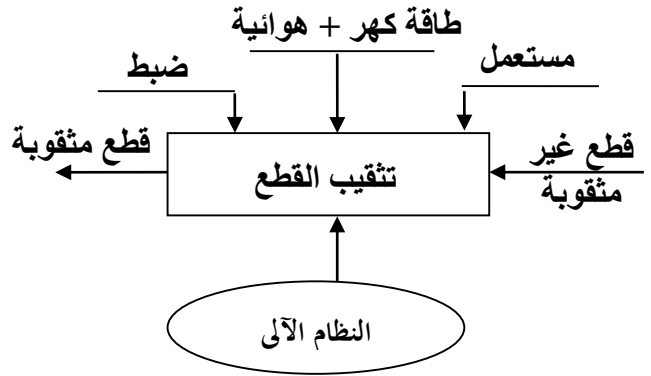 طاقة كهر + هوائية
ضبط
مستعمل
قطع مثقوبة
قطع غير
مثقوبة
تثقيب القطع
النظام الآلى